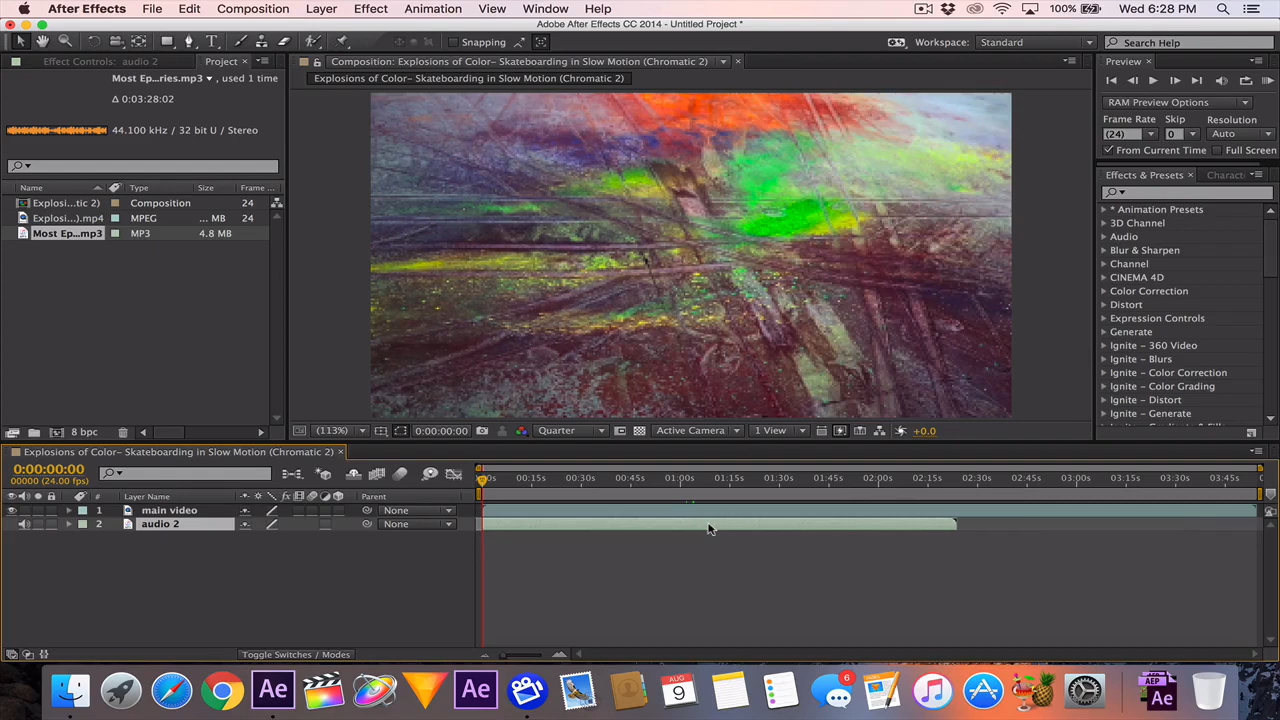 After Effects CC 2014 File Edit Composition Layer Effect Animation View Window Help 100% Wed 6:28 PM
Adobe After Effects CC 2014 - Untitled Project *
Snapping Workspace: Standard Search Help
Effect Controls: audio 2 Project Composition: Explosions of Color- Skateboarding in Slow Motion (Chromatic 2) Preview
Most Ep...ries.mp3 , used 1 time Explosions of Color- Skateboarding in Slow Motion (Chromatic 2)
Δ 0:03:28:02
RAM Preview Options
Frame Rate Skip Resolution
44.100 kHz / 32 bit U / Stereo (24) 0 Auto
From Current Time Full Screen
Effects & Presets Charact
Name Type Size Frame...
Explosi...tic 2) Composition 24
Explosi...).mp4 MPEG ... MB 24
Most Ep...mp3 MP3 4.8 MB
* Animation Presets
3D Channel
Audio
Blur & Sharpen
Channel
CINEMA 4D
Color Correction
Distort
Expression Controls
Generate
Ignite - 360 Video
Ignite - Blurs
Ignite - Color Correction
Ignite - Color Grading
Ignite - Distort
Ignite - Generate
8 bpc (113%) 0:00:00:00 Quarter Active Camera 1 View +0.0
Explosions of Color- Skateboarding in Slow Motion (Chromatic 2)
0:00:00:00
00000 (24.00 fps)
00s 00:15s 00:30s 00:45s 01:00s 01:15s 01:30s 01:45s 02:00s 02:15s 02:30s 02:45s 03:00s 03:15s 03:30s 03:45s
# Layer Name Parent
1 main video None
2 audio 2 None
Toggle Switches / Modes
Ae Ae SEP 9 6 AEP Ae